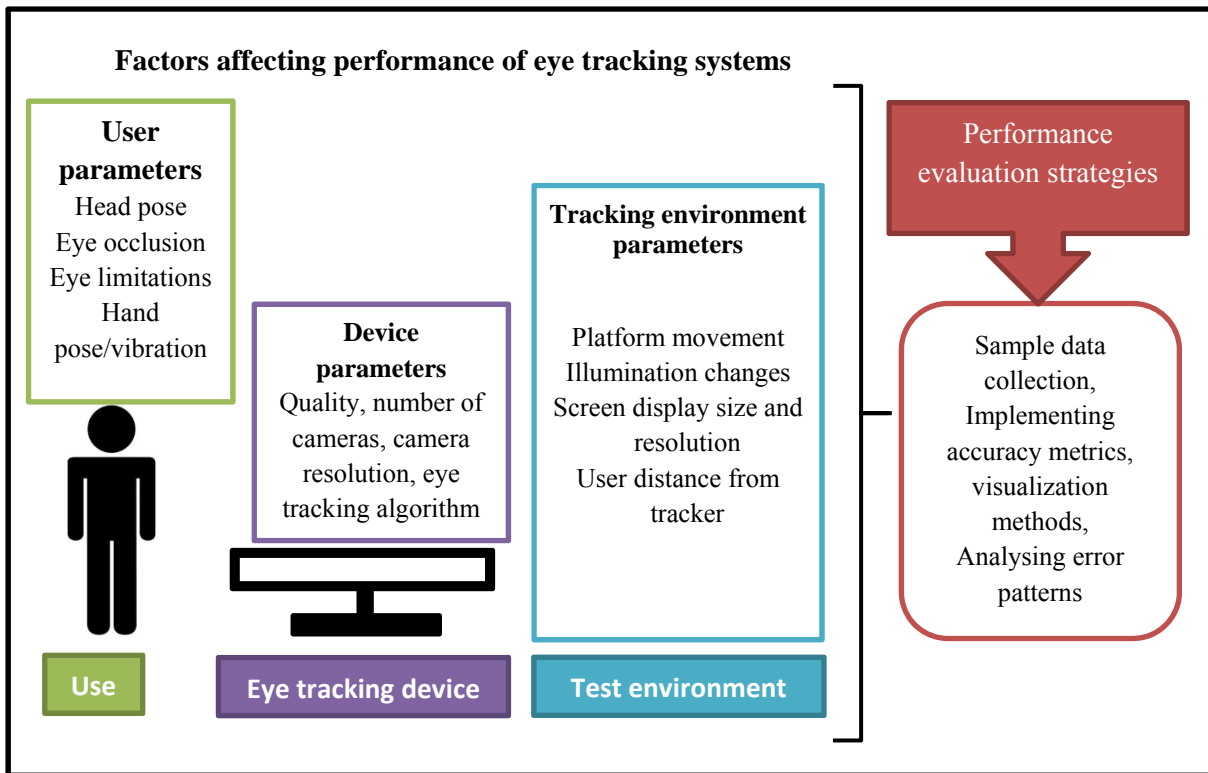 Factors affecting performance of eye tracking systems
User
parameters
Head pose
Eye occlusion
Eye limitations
Hand
pose/vibration
Use
Device
parameters
Quality, number of
cameras, camera
resolution, eye
tracking algorithm
Eye tracking device
Tracking environment
parameters
Platform movement
Illumination changes
Screen display size and
resolution
User distance from
tracker
Test environment
Performance
evaluation strategies
Sample data
collection,
Implementing
accuracy metrics,
visualization
methods,
Analysing error
patterns